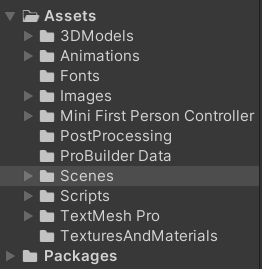 Assets
3DModels
Animations
Fonts
Images
Mini First Person Controller
PostProcessing
ProBuilder Data
Scenes
Scripts
TextMesh Pro
TexturesAndMaterials
Packages